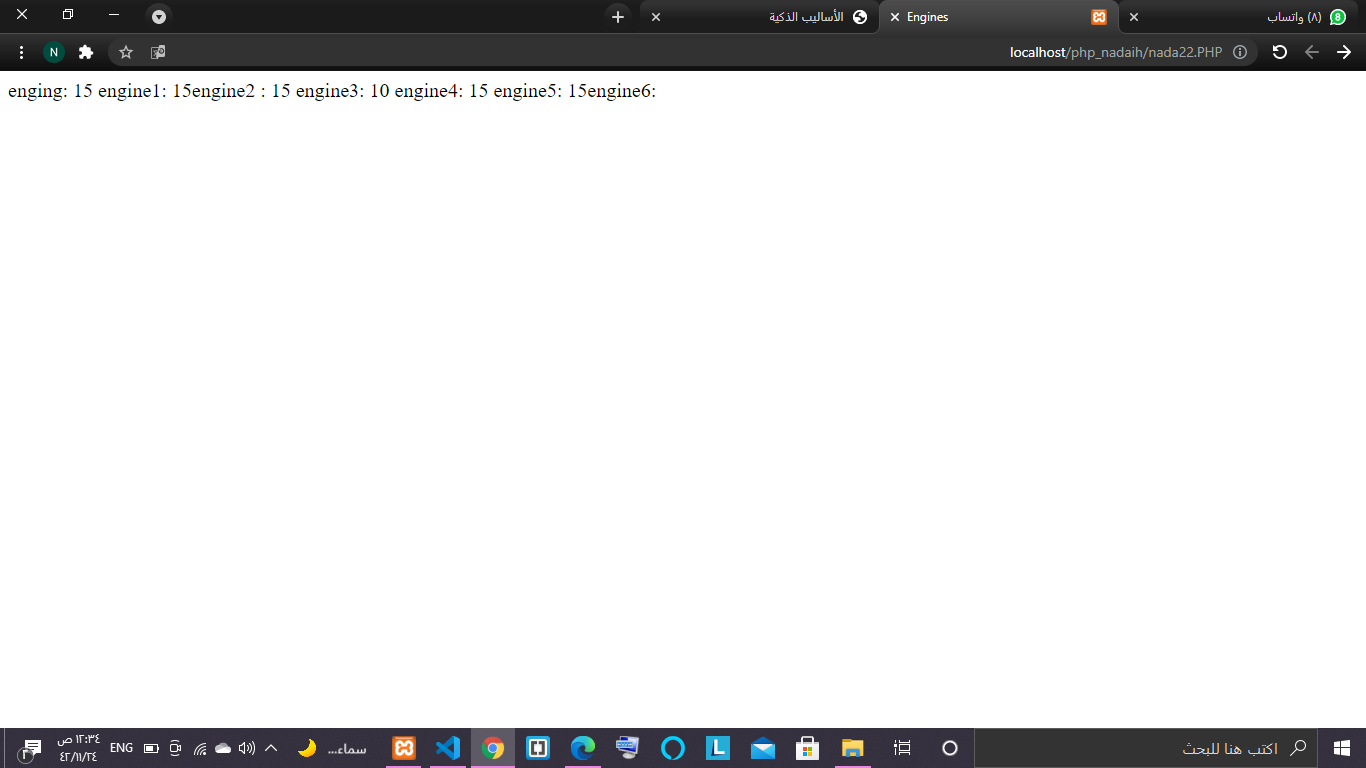 (٨) واتساب
Engines
الأساليب الذكية
localhost/php_nadaih/nada22.PHP
N
enging: 15 engine1: 15engine2 : 15 engine3: 10 engine4: 15 engine5: 15engine6:
اكتب هنا للبحث
سماء...
ENG
١٢:٣٤ ص
٤٢/١١/٢٤